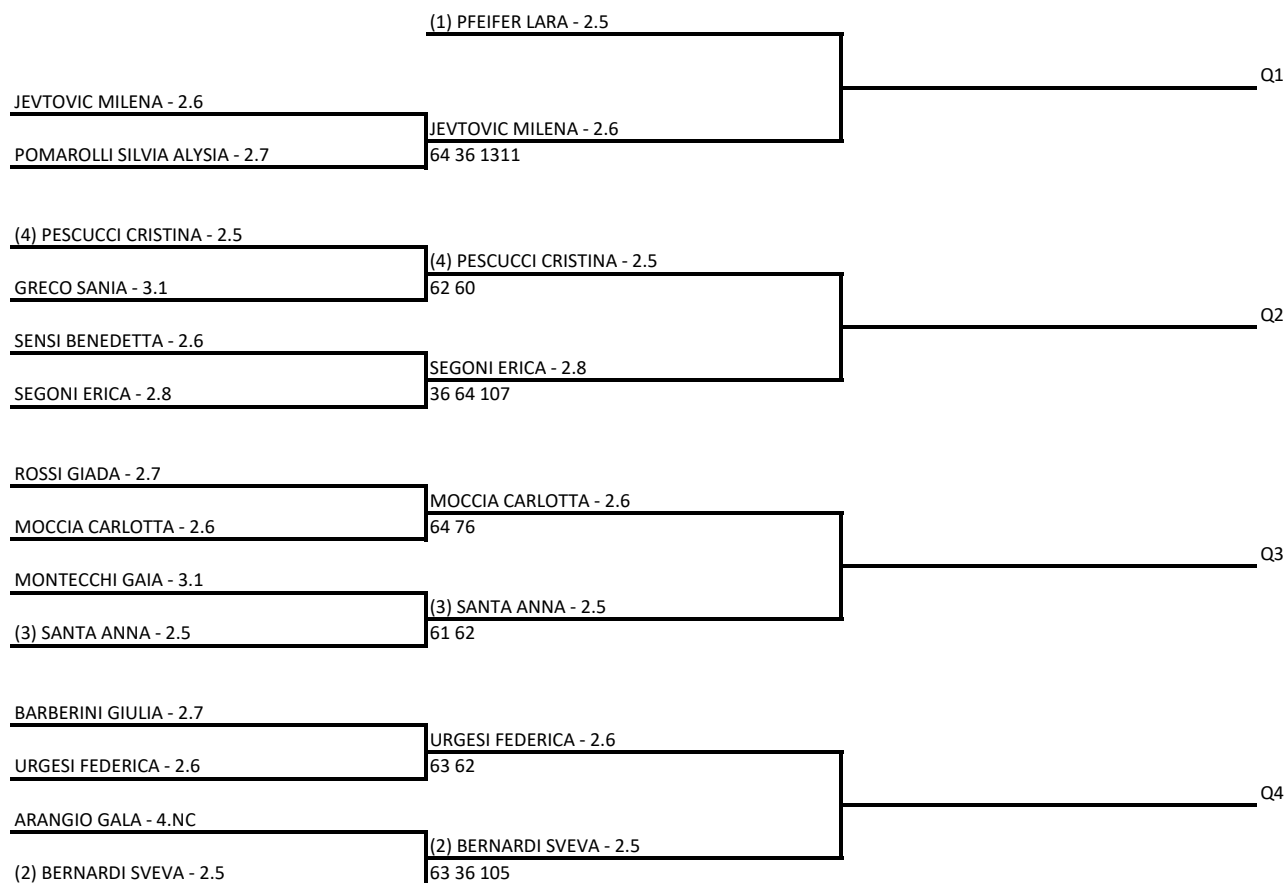 (1) PFEIFER LARA - 2.5
Q1
JEVTOVIC MILENA - 2.6
JEVTOVIC MILENA - 2.6
POMAROLLI SILVIA ALYSIA - 2.7
64 36 1311
(4) PESCUCCI CRISTINA - 2.5
(4) PESCUCCI CRISTINA - 2.5
GRECO SANIA - 3.1
62 60
Q2
SENSI BENEDETTA - 2.6
SEGONI ERICA - 2.8
SEGONI ERICA - 2.8
36 64 107
ROSSI GIADA - 2.7
MOCCIA CARLOTTA - 2.6
MOCCIA CARLOTTA - 2.6
64 76
Q3
MONTECCHI GAIA - 3.1
(3) SANTA ANNA - 2.5
(3) SANTA ANNA - 2.5
61 62
BARBERINI GIULIA - 2.7
URGESI FEDERICA - 2.6
URGESI FEDERICA - 2.6
63 62
Q4
ARANGIO GALA - 4.NC
(2) BERNARDI SVEVA - 2.5
(2) BERNARDI SVEVA - 2.5
63 36 105